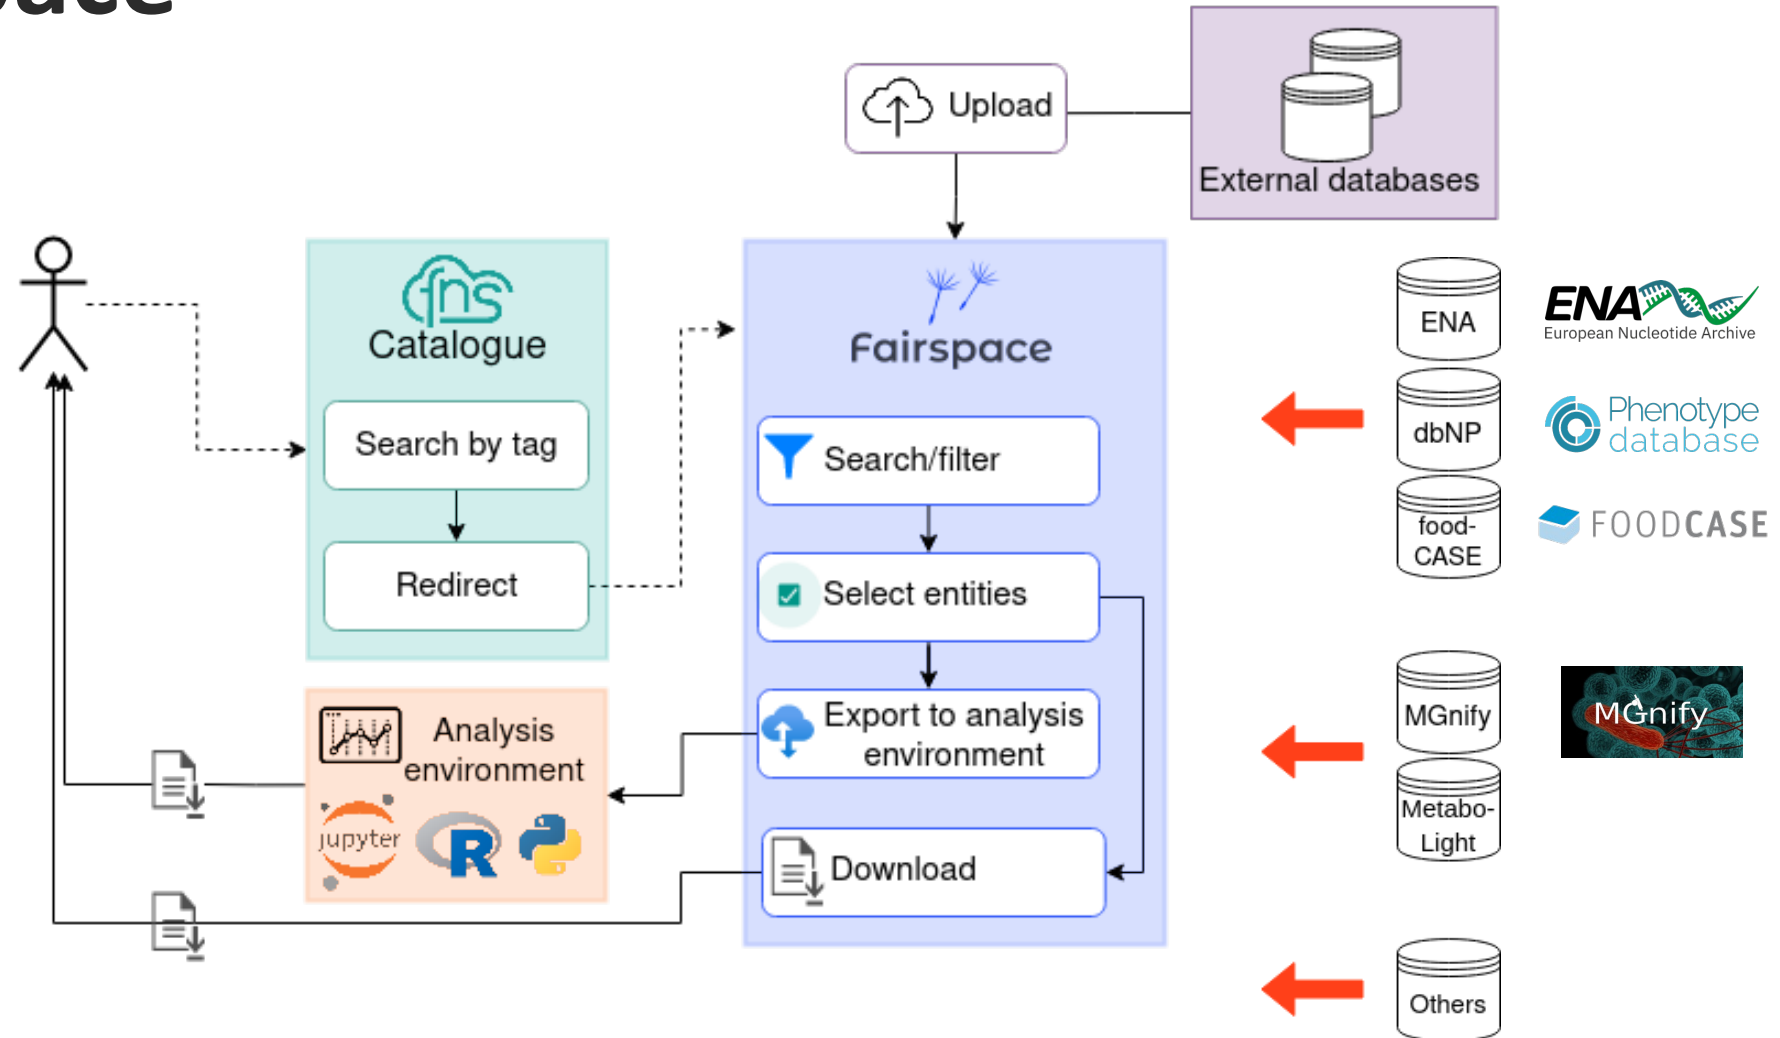 Upload
External databases
fns
Catalogue
Search by tag
Redirect
Fairspace
Search/filter
Select entities
Export to analysis
environment
Download
Analysis
environment
jupyter
R
ENA
ENA
European Nucleotide Archive
dbNP
Phenotype
database
food-
CASE
FOODCASE
MGnify
MGnify
Metabo-
Light
Others